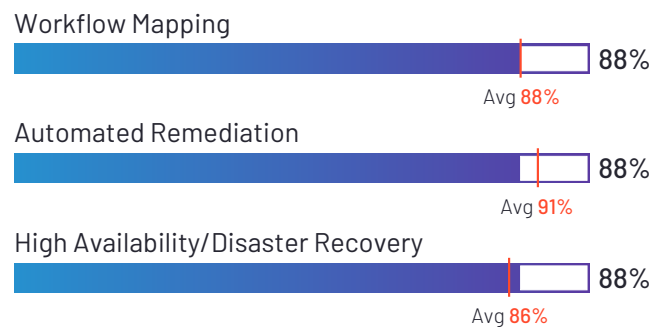 Workflow Mapping
88%
Avg 88%
Automated Remediation
88%
Avg 91%
High Availability/Disaster Recovery
88%
Avg 86%